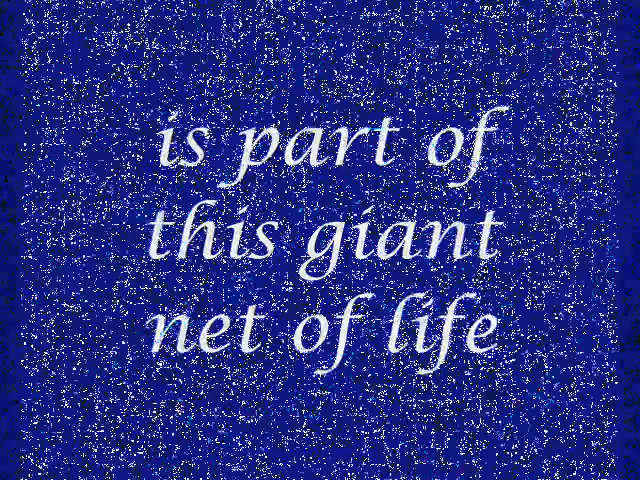 is part of
this giant
net of life